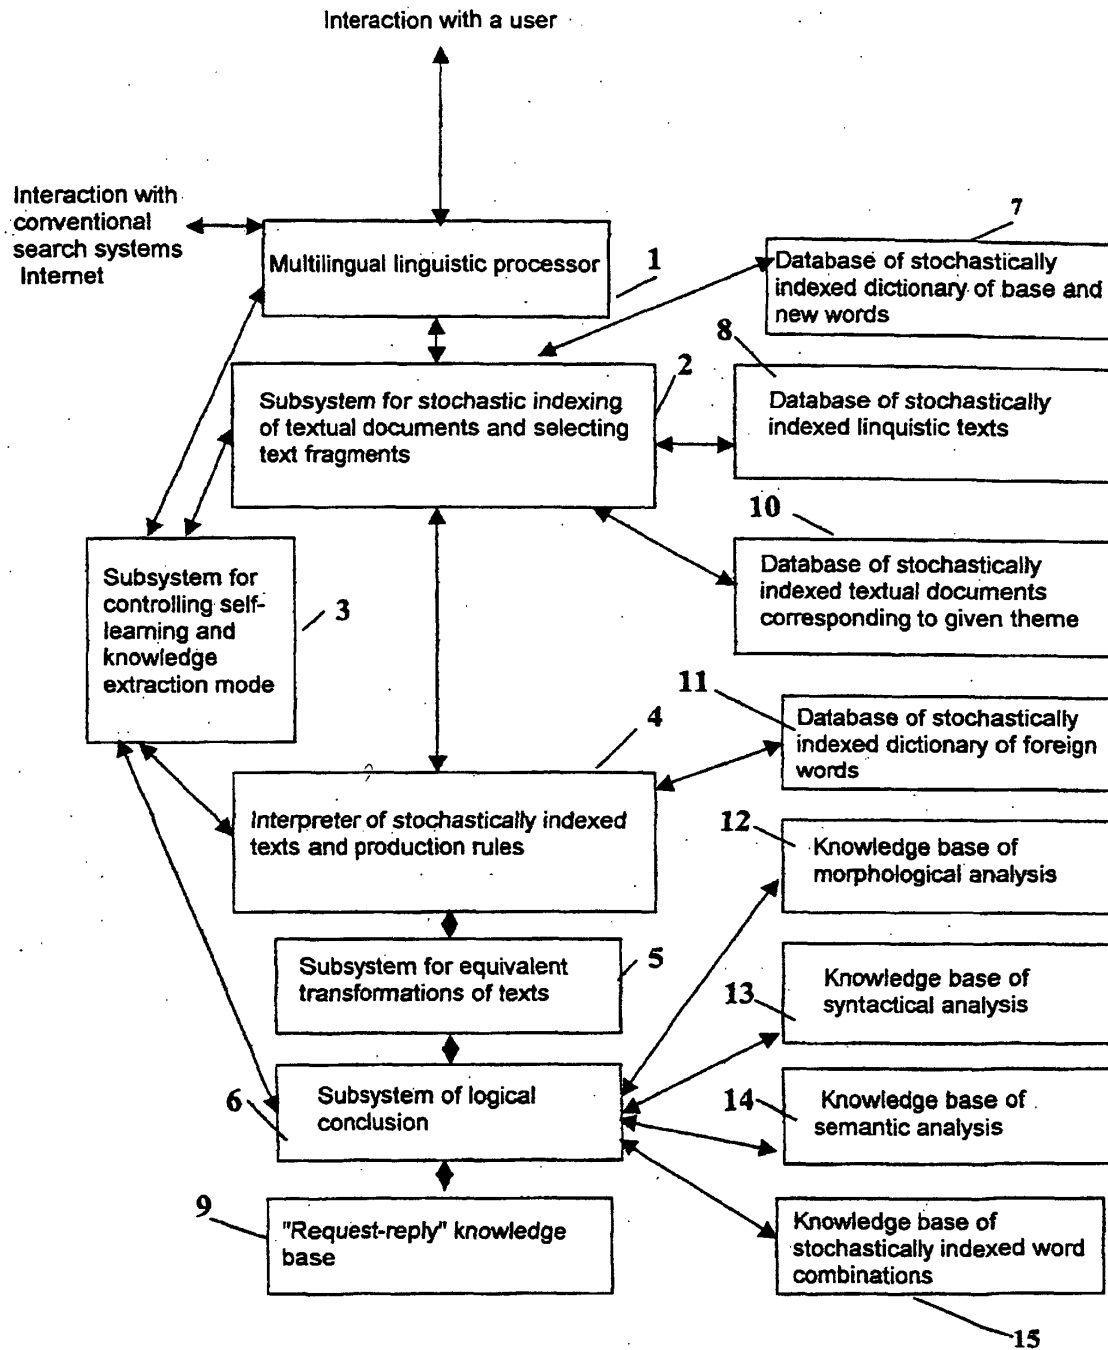 Interaction with a user
Interaction with
conventional
search systems
Internet
Multilingual linguistic processor
1
7
Database of stochastically
indexed dictionary of base and
new words
2
Subsystem for stochastic indexing
of textual documents and selecting
text fragments
8
Database of stochastically
indexed linquistic texts
10
Database of stochastically
indexed textual documents
corresponding to given theme
Subsystem for
controlling self-
learning and
knowledge
extraction mode
3
11
Database of stochastically
indexed dictionary of foreign
words
4
Interpreter of stochastically indexed
texts and production rules
12
Knowledge base of
morphological analysis
Subsystem for equivalent
transformations of texts
5
13
Knowledge base of
syntactical analysis
6
Subsystem of logical
conclusion
14
Knowledge base of
semantic analysis
9
"Request-reply" knowledge
base
Knowledge base of
stochastically indexed word
combinations
15